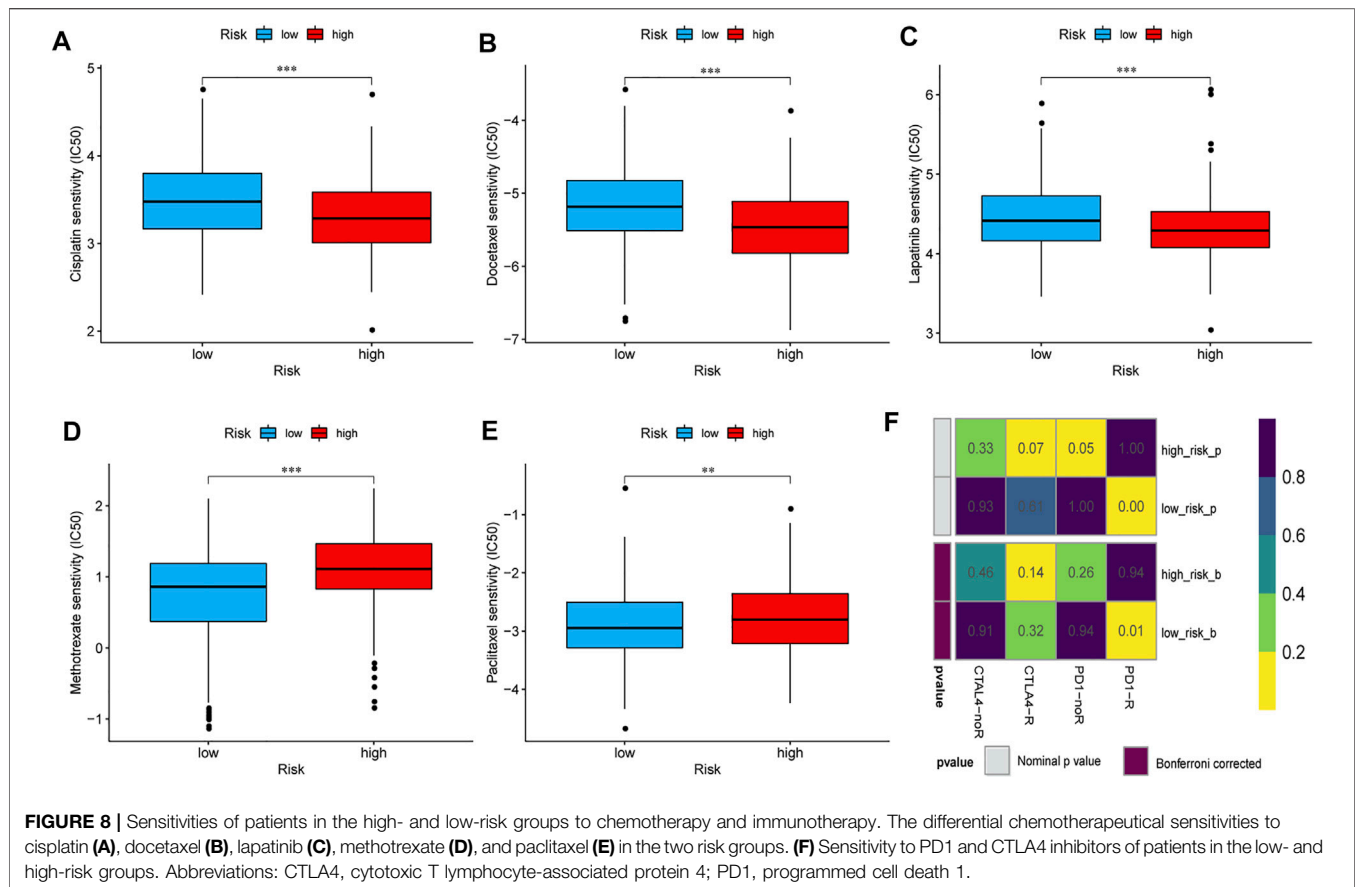 A
Risk low high
5
4
3
2
Cisplatin senstivity (IC50)
***
low high
Risk
B
Risk low high
−4
−5
−6
−7
Docetaxel senstivity (IC50)
***
low high
Risk
C
Risk low high
6
5
4
3
Lapatinib senstivity (IC50)
***
low high
Risk
D
Risk low high
2
1
0
−1
Methotrexate senstivity (IC50)
***
low high
Risk
E
Risk low high
−1
−2
−3
−4
Paclitaxel senstivity (IC50)
**
low high
Risk
F
0.33 0.07 0.05 1.00 high_risk_p
0.93 0.61 1.00 0.00 low_risk_p
0.46 0.14 0.26 0.94 high_risk_b
0.91 0.32 0.94 0.01 low_risk_b
pvalue
CTAL4−noR
CTLA4−R
PD1−noR
PD1−R
0.8
0.6
0.4
0.2
pvalue Nominal p value Bonferroni corrected
FIGURE 8 | Sensitivities of patients in the high- and low-risk groups to chemotherapy and immunotherapy. The differential chemotherapeutical sensitivities to
cisplatin (A), docetaxel (B), lapatinib (C), methotrexate (D), and paclitaxel (E) in the two risk groups. (F) Sensitivity to PD1 and CTLA4 inhibitors of patients in the low- and
high-risk groups. Abbreviations: CTLA4, cytotoxic T lymphocyte-associated protein 4; PD1, programmed cell death 1.